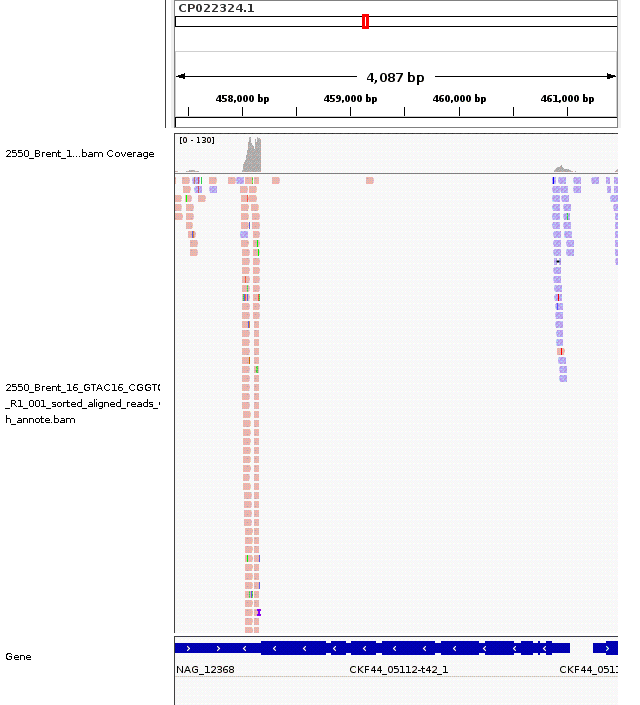 CP022324.1
4,087 bp
458,000 bp 459,000 bp 460,000 bp 461,000 bp
[0 - 130]
2550_Brent_1...bam Coverage
2550_Brent_16_GTAC16_CGGT
_R1_001_sorted_aligned_reads_
h_annote.bam
Gene
NAG_12368 CKF44_05112-t42_1 CKF44_051